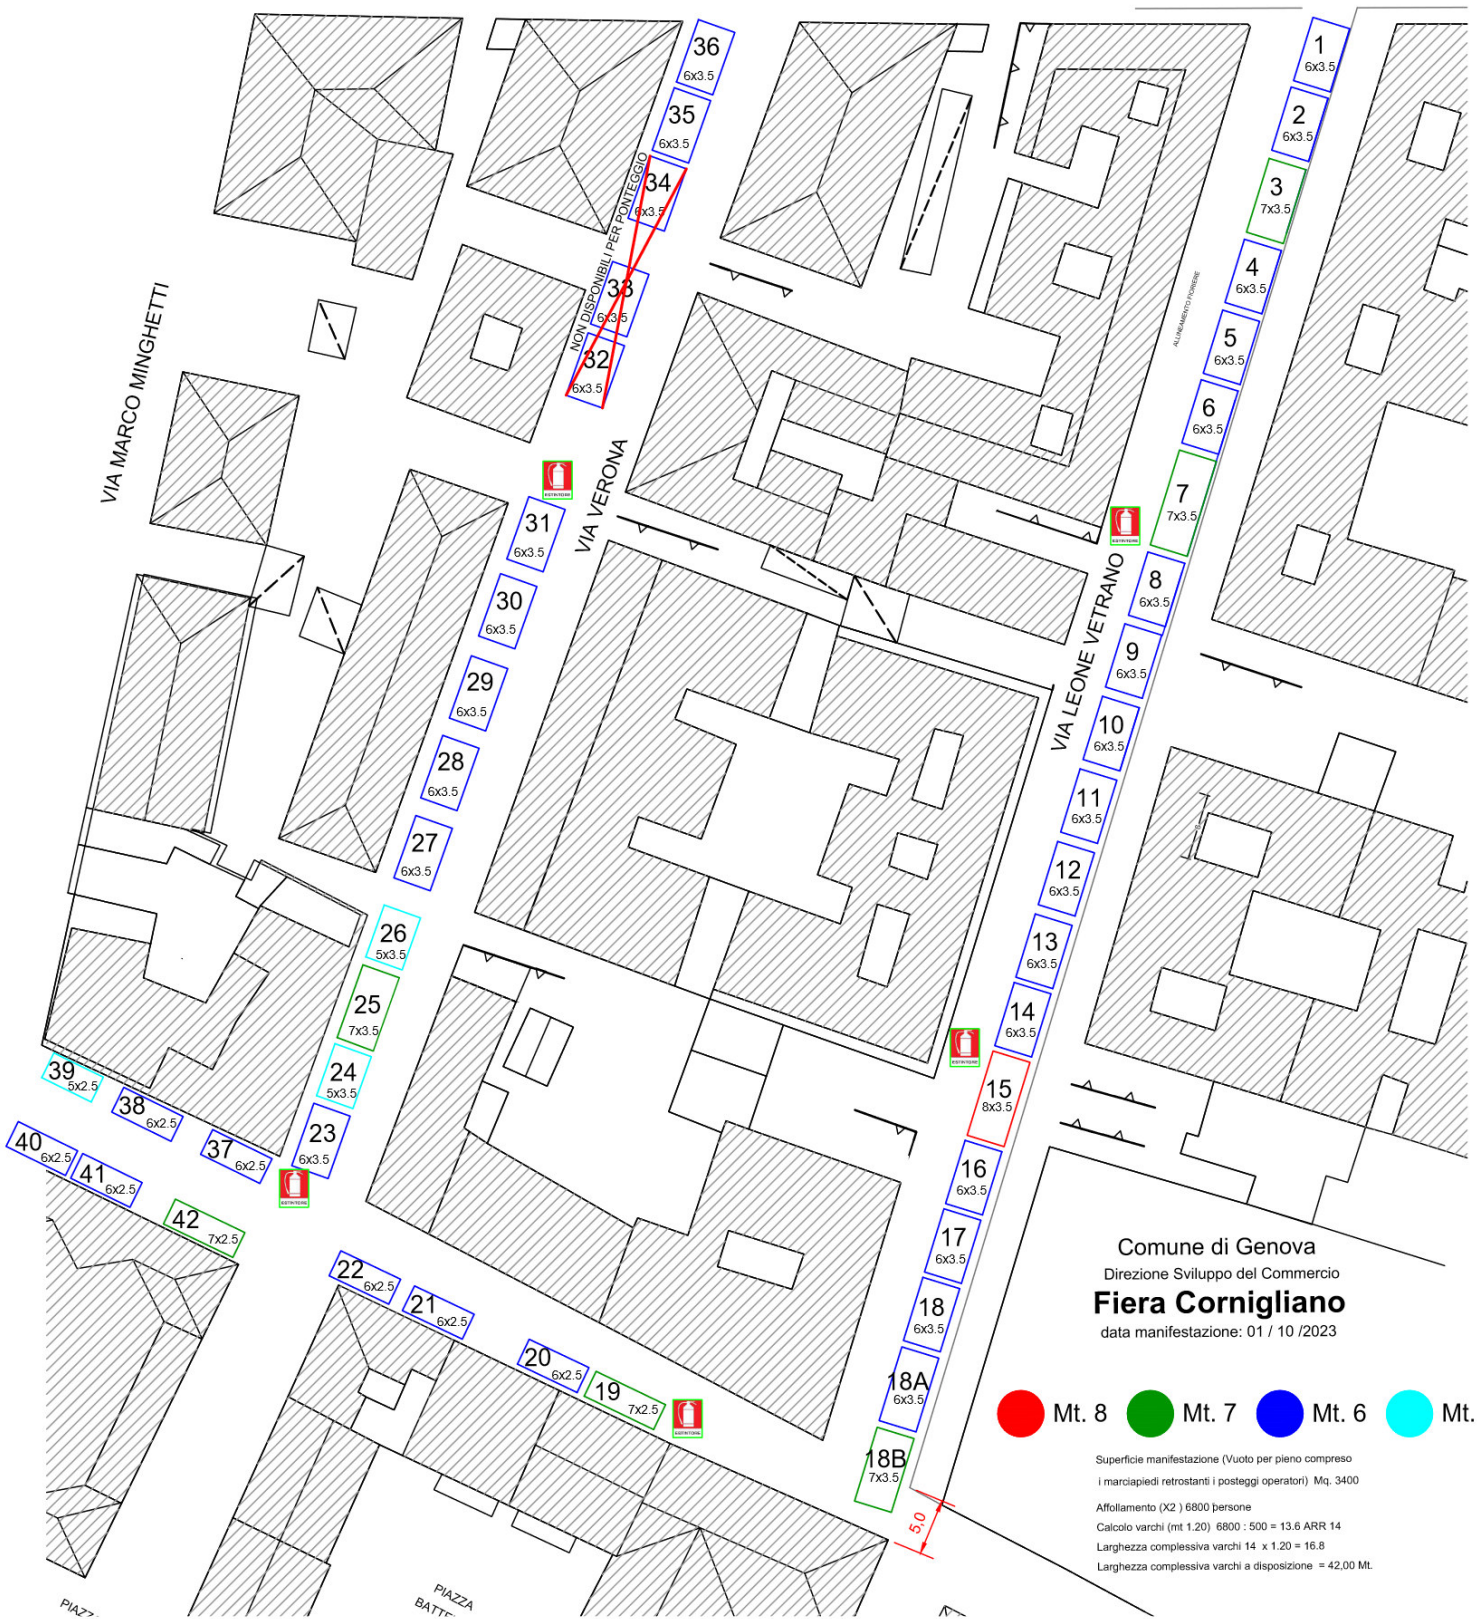 36
6x3.5
35
6x3.5
34
6x3.5
33
6x3.5
32
6x3.5
NON DISPONIBILI PER PONTEGGIO
1
6x3.5
2
6x3.5
3
7x3.5
4
6x3.5
5
6x3.5
6
6x3.5
7
7x3.5
ALLINEAMENTO FIORIERE
VIA MARCO MINGHETTI
VIA VERONA
VIA LEONE VETRANO
ESTINTORE
31
6x3.5
30
6x3.5
29
6x3.5
28
6x3.5
27
6x3.5
26
5x3.5
25
7x3.5
24
5x3.5
23
6x3.5
ESTINTORE
ESTINTORE
8
6x3.5
9
6x3.5
10
6x3.5
11
6x3.5
12
6x3.5
13
6x3.5
14
6x3.5
ESTINTORE
15
8x3.5
16
6x3.5
17
6x3.5
18
6x3.5
18A
6x3.5
18B
7x3.5
5,0
39
5x2.5
38
6x2.5
37
6x2.5
40
6x2.5
41
6x2.5
42
7x2.5
22
6x2.5
21
6x2.5
20
6x2.5
19
7x2.5
ESTINTORE
Comune di Genova
Direzione Sviluppo del Commercio
Fiera Cornigliano
data manifestazione: 01 / 10 /2023
Mt. 8 Mt. 7 Mt. 6 Mt.
Superficie manifestazione (Vuoto per pieno compreso
i marciapiedi retrostanti i posteggi operatori) Mq. 3400
Affollamento (X2 ) 6800 persone
Calcolo varchi (mt 1.20) 6800 : 500 = 13.6 ARR 14
Larghezza complessiva varchi 14 x 1.20 = 16.8
Larghezza complessiva varchi a disposizione = 42,00 Mt.
PIAZZA
PIAZZA